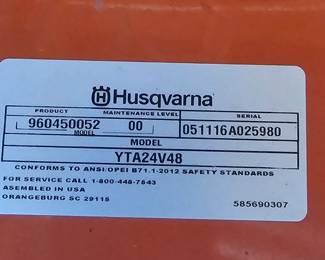 Husqvarna
PRODUCT MAINTENANCE LEVEL SERIAL
960450052 00 051116A025980
MODEL
MODEL
YTA24V48
CONFORMS TO ANSI/OPEI B71.1-2012 SAFETY STANDARDS
FOR SERVICE CALL 1-800-448-7543
ASEMBLED IN USA
ORANGEBURG SC 29115
585690307